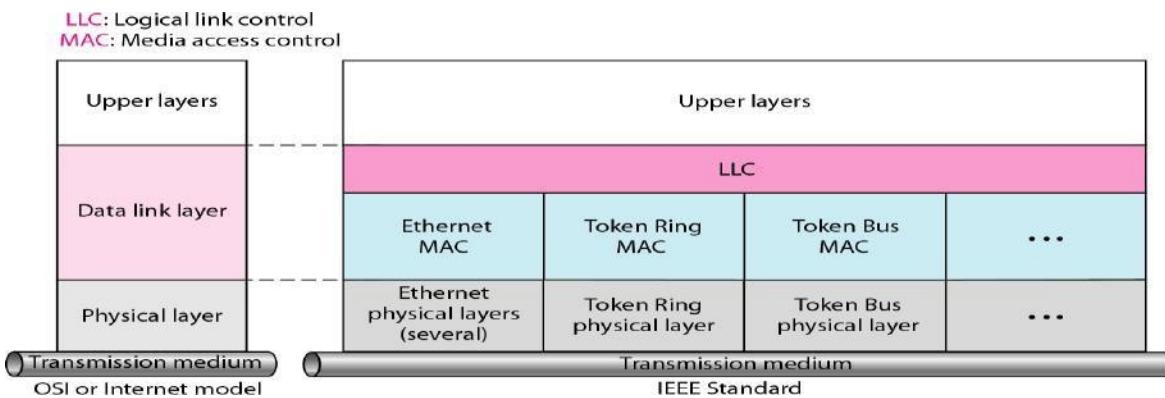 LLC: Logical link control
MAC: Media access control
Upper layers
Data link layer
Physical layer
Transmission medium
OSI or Internet model
Upper layers
LLC
Ethernet
MAC
Token Ring
MAC
Token Bus
MAC
•••
Ethernet
physical layers
(several)
Token Ring
physical layer
Token Bus
physical layer
•••
Transmission medium
IEEE Standard